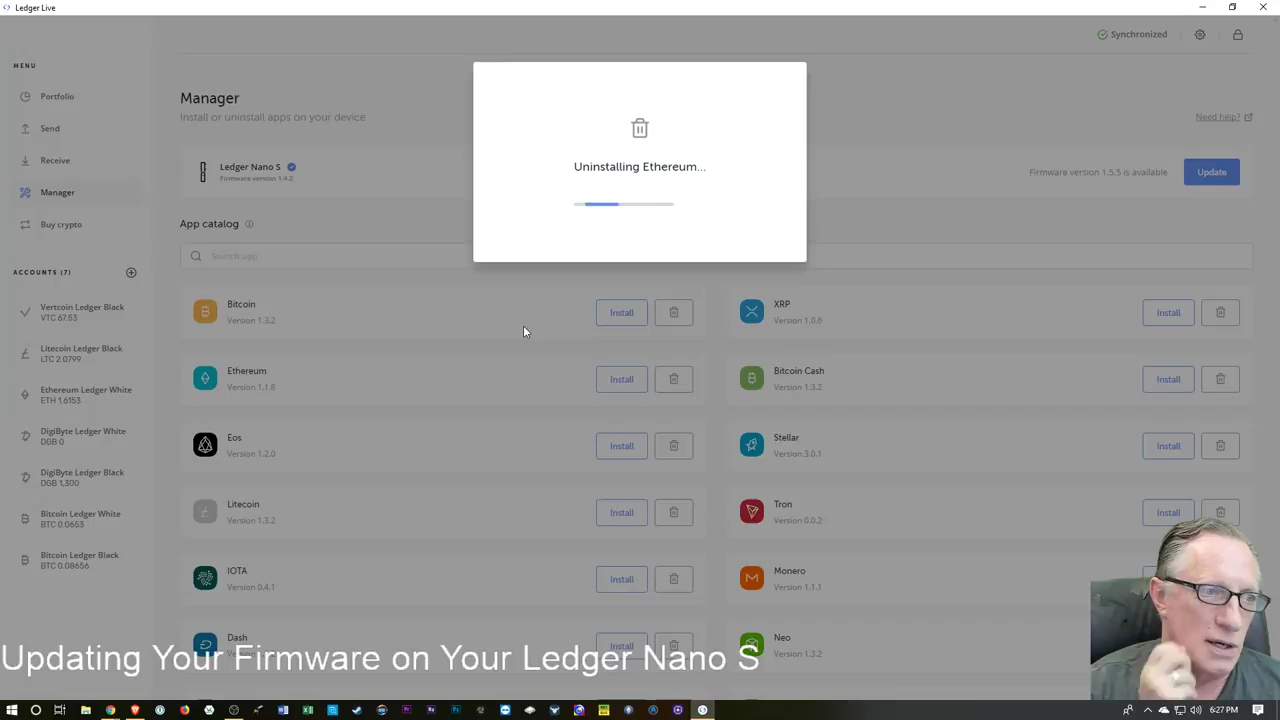 Ledger Live
Synchronized
MENU
Portfolio
Send
Receive
Manager
Buy crypto
ACCOUNTS (7)
Vertcoin Ledger Black
VTC 67.53
Litecoin Ledger Black
LTC 2.0799
Ethereum Ledger White
ETH 1.6153
DigiByte Ledger White
DGB 0
DigiByte Ledger Black
DGB 1,300
Bitcoin Ledger White
BTC 0.0653
Bitcoin Ledger Black
BTC 0.08656
Manager
Install or uninstall apps on your device
Need help?
Ledger Nano S
Firmware version 1.4.2
Firmware version 1.5.5 is available
Update
Uninstalling Ethereum...
App catalog
Search app
Bitcoin
Version 1.3.2
Install
XRP
Version 1.0.6
Install
Ethereum
Version 1.1.8
Install
Bitcoin Cash
Version 1.3.2
Install
Eos
Version 1.2.0
Install
Stellar
Version 3.0.1
Install
Litecoin
Version 1.3.2
Install
Tron
Version 0.0.2
Install
IOTA
Version 0.4.1
Install
Monero
Version 1.1.1
Dash
Version 1.3.2
Install
Neo
Version 1.3.2
Updating Your Firmware on Your Ledger Nano S
6:27 PM